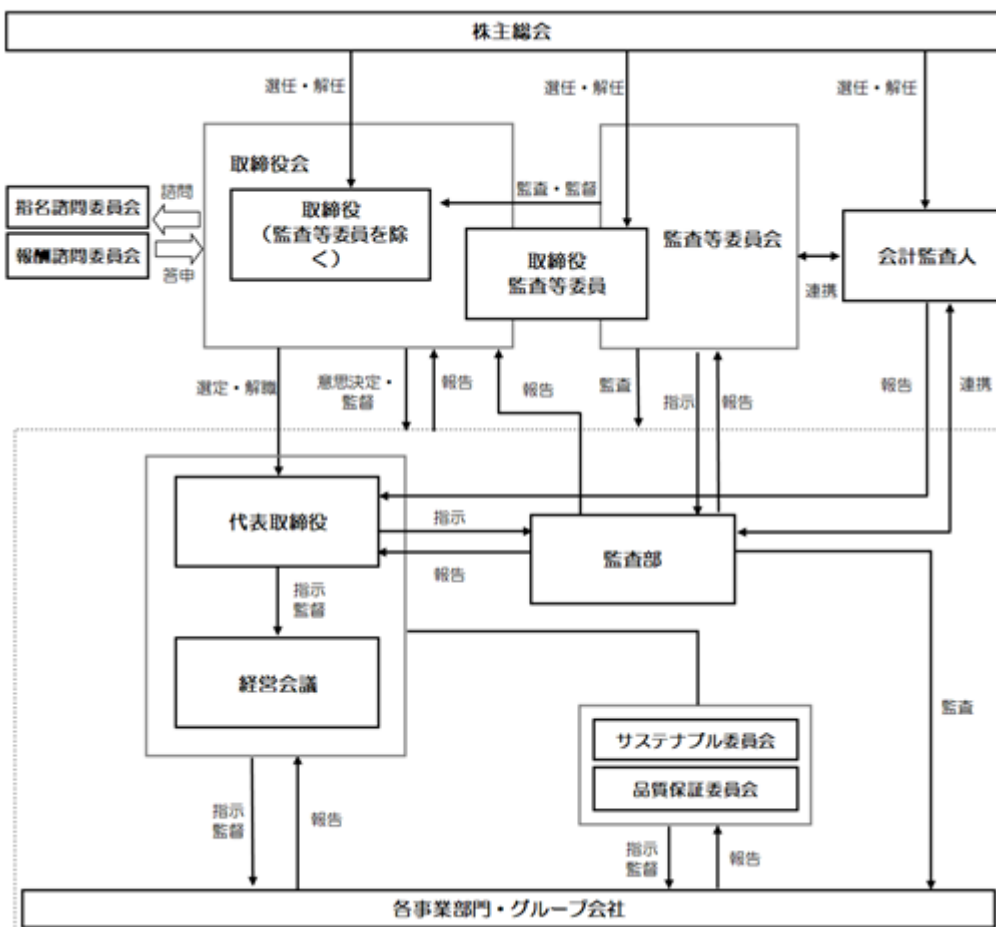 株主総会
選任・解任
選任・解任
選任・解任
取締役会
取締役
（監査等委員を除
く）
監査・監督
取締役
監査等委員
監査等委員会
連携
会計監査人
指名諮問委員会
報酬諮問委員会
諮問
答申
選定・解職
意思決定・
監督
報告
報告
監査
指示
報告
報告
連携
代表取締役
指示
報告
監査部
指示
監督
経営会議
サステナブル委員会
品質保証委員会
監査
指示
監督
報告
指示
監督
報告
各事業部門・グループ会社